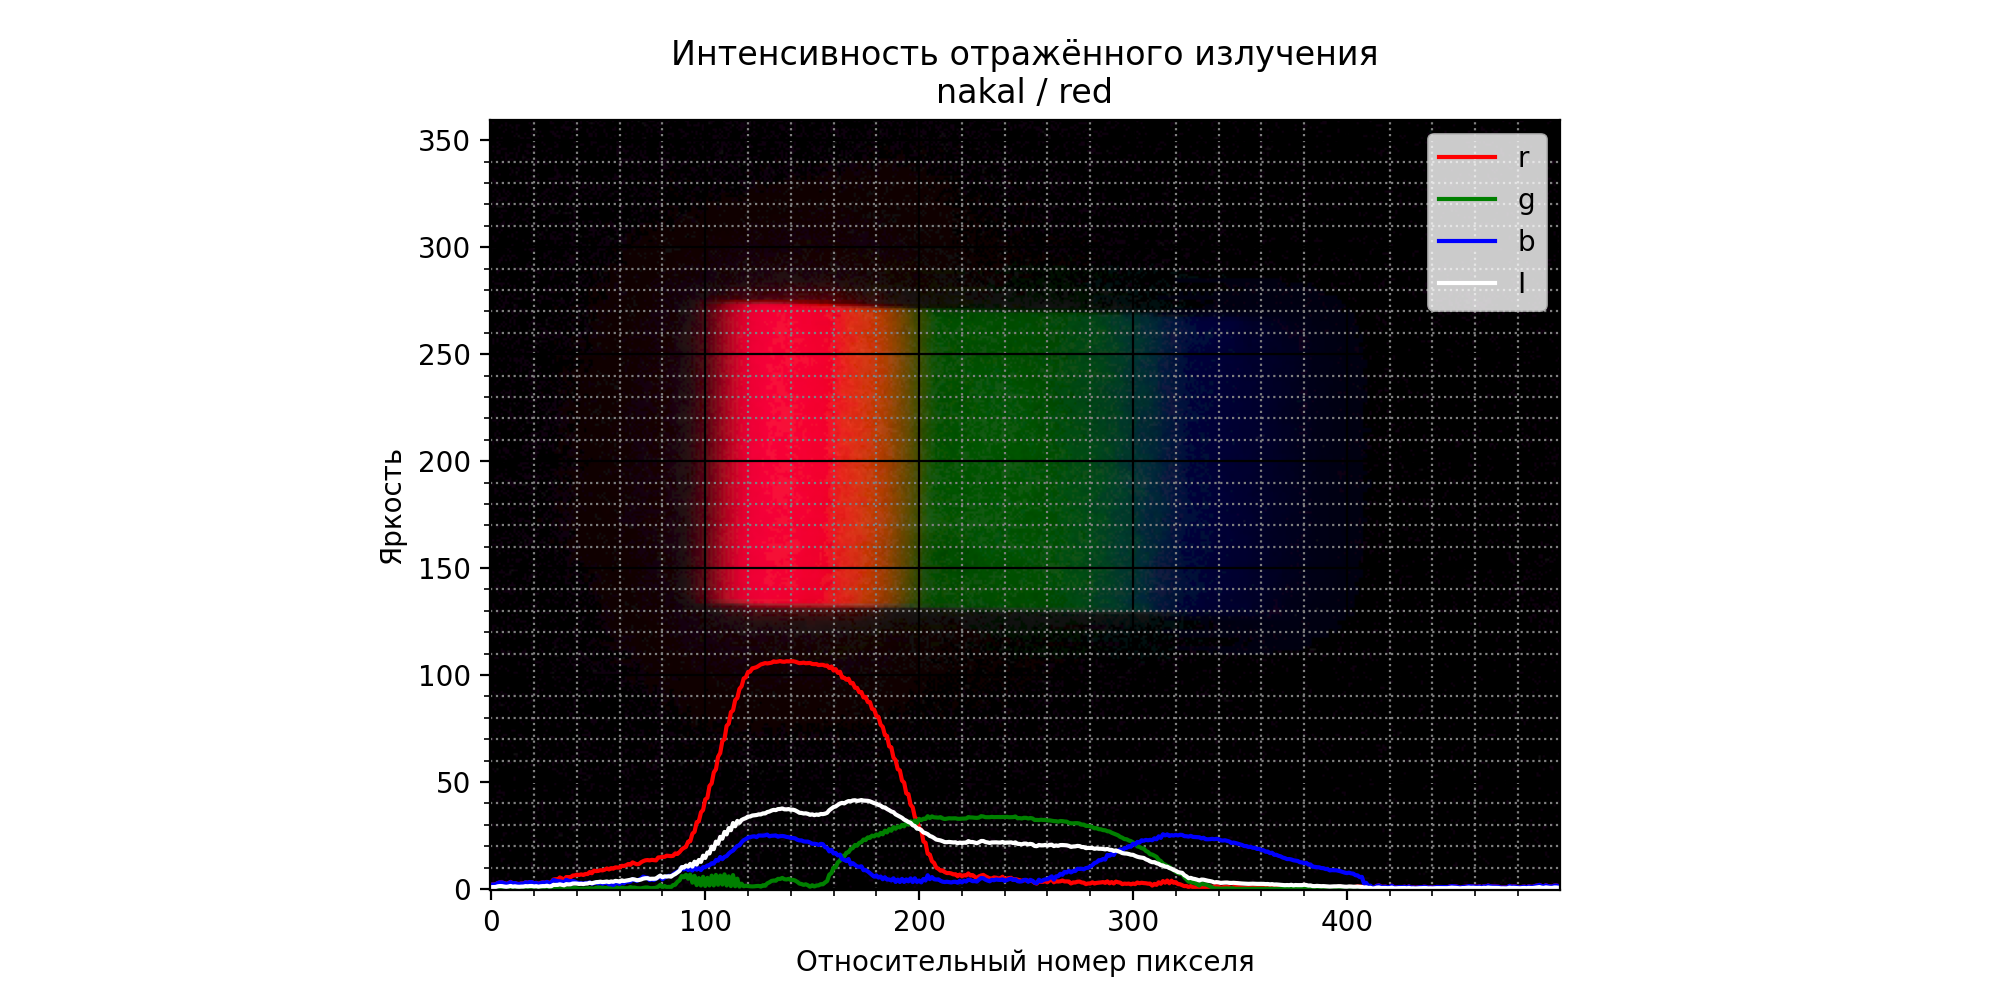 Интенсивность отражённого излучения
nakal / red
350
300
250
200
150
100
50
0
Яркость
r
g
b
l
0 100 200 300 400
Относительный номер пикселя